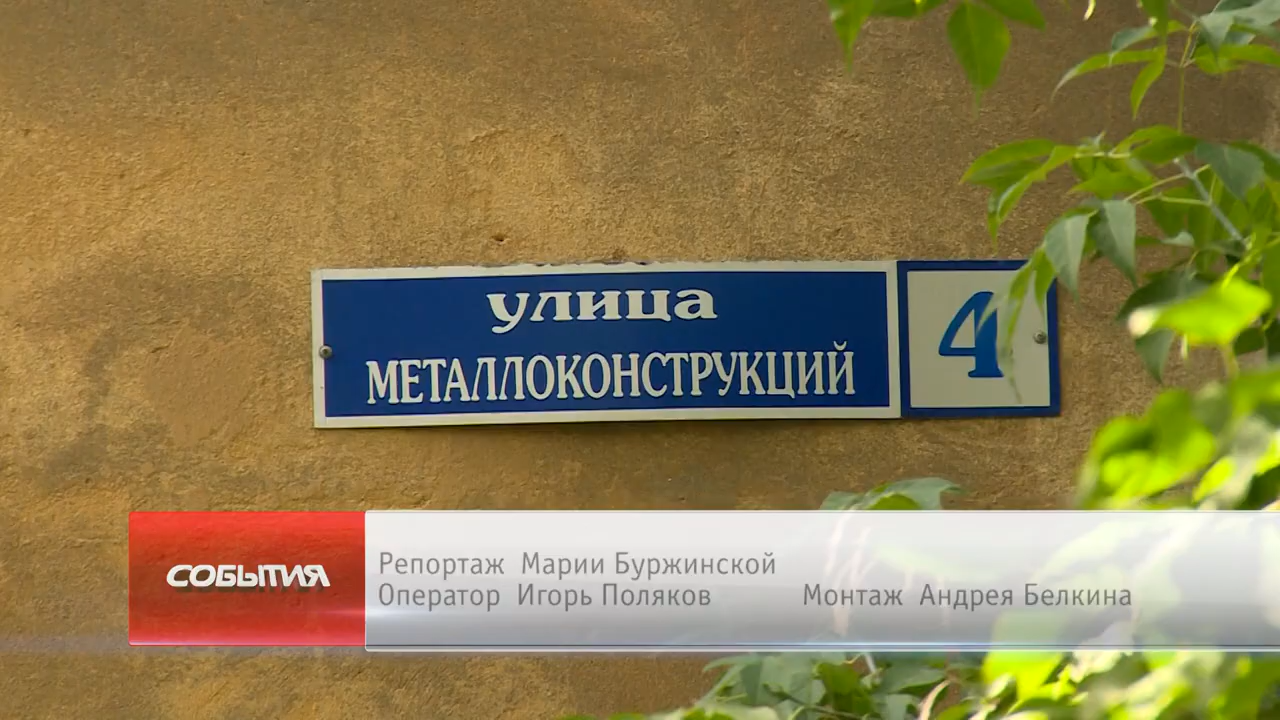 улица
МЕТАЛЛОКОНСТРУКЦИЙ
4
СОБЫТИЯ
Репортаж Марии Буржинской
Оператор Игорь Поляков Монтаж Андрея Белкина